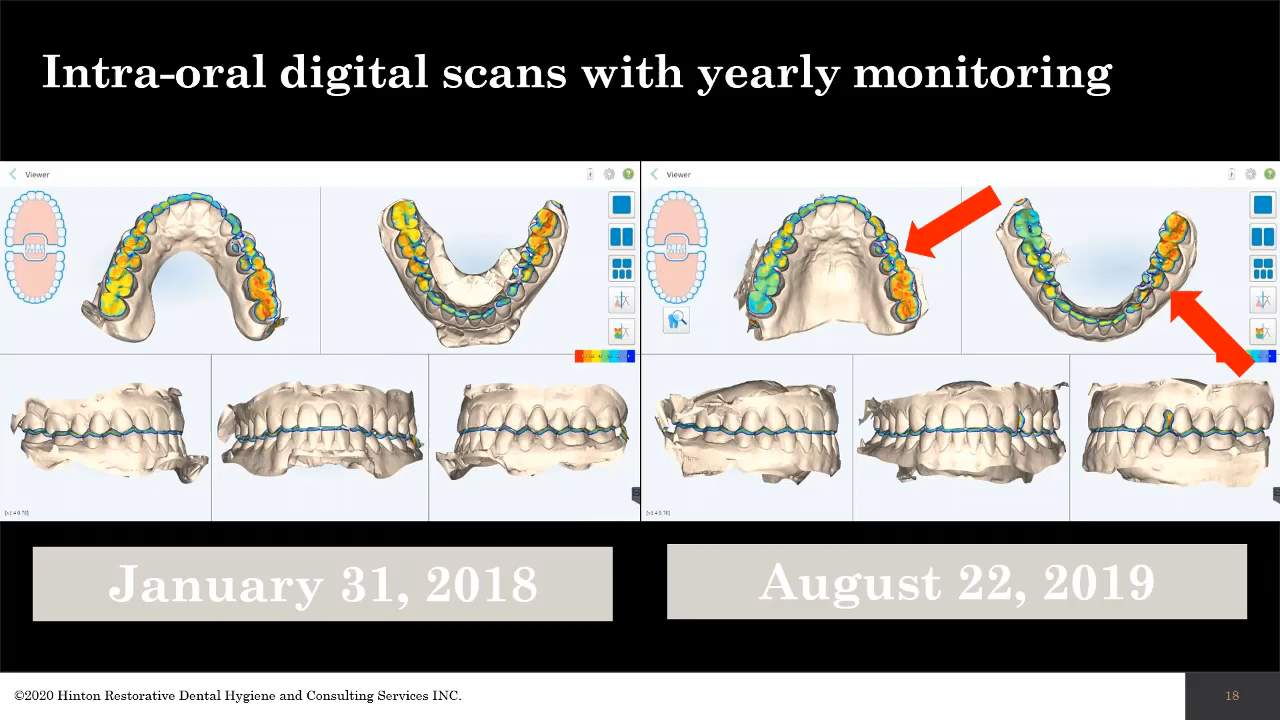 Intra-oral digital scans with yearly monitoring
Viewer
Viewer
January 31, 2018
August 22, 2019
©2020 Hinton Restorative Dental Hygiene and Consulting Services INC.
18